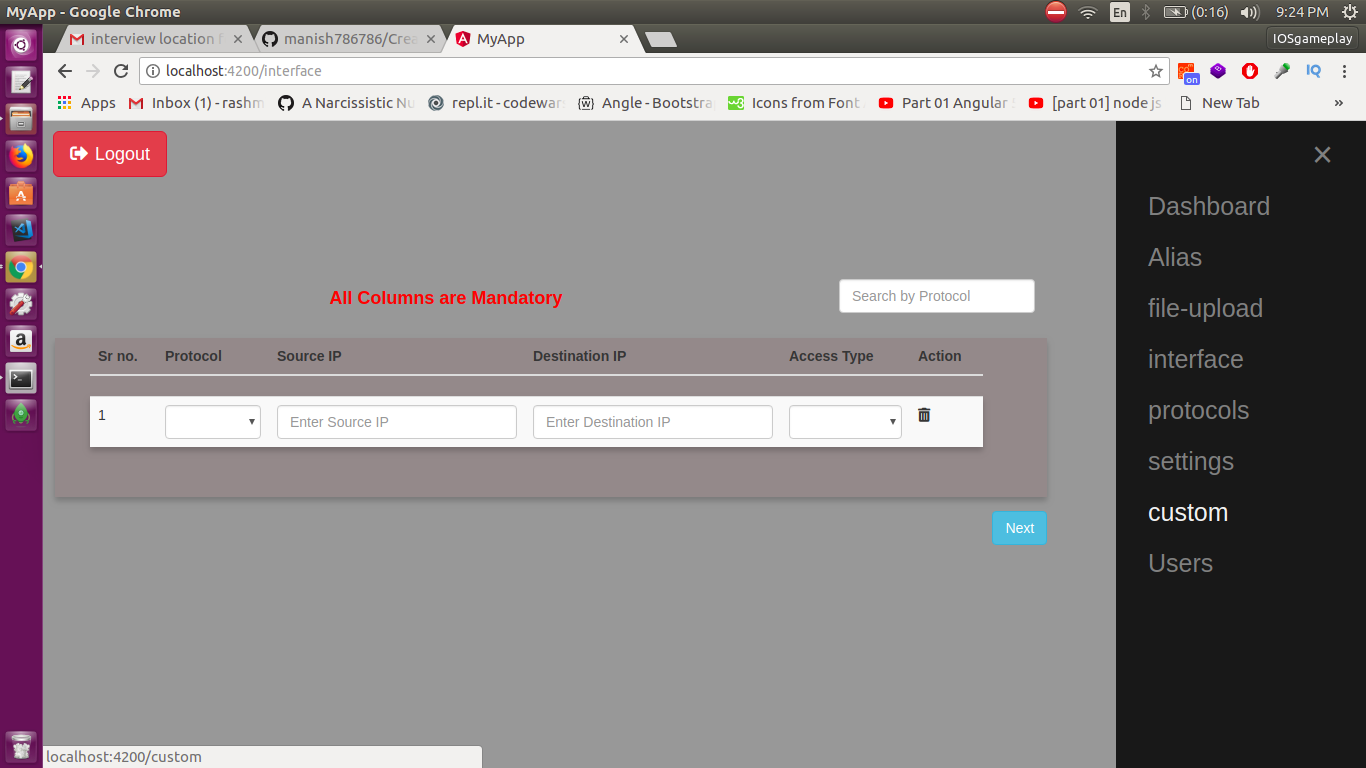 MyApp - Google Chrome
En
(0:16)
9:24 PM
interview location
manish786786/Crea
MyApp
IOSgameplay
localhost:4200/interface
on
IQ
Apps
Inbox (1) - rashm
A Narcissistic Nu
repl.it - codewar
Angle - Bootstra
Icons from Font
Part 01 Angular
[part 01] node js
New Tab
»
Logout
×
Dashboard
Alias
file-upload
interface
protocols
settings
custom
Users
All Columns are Mandatory
Search by Protocol
Sr no. Protocol Source IP Destination IP Access Type Action
1 Enter Source IP Enter Destination IP
Next
localhost:4200/custom